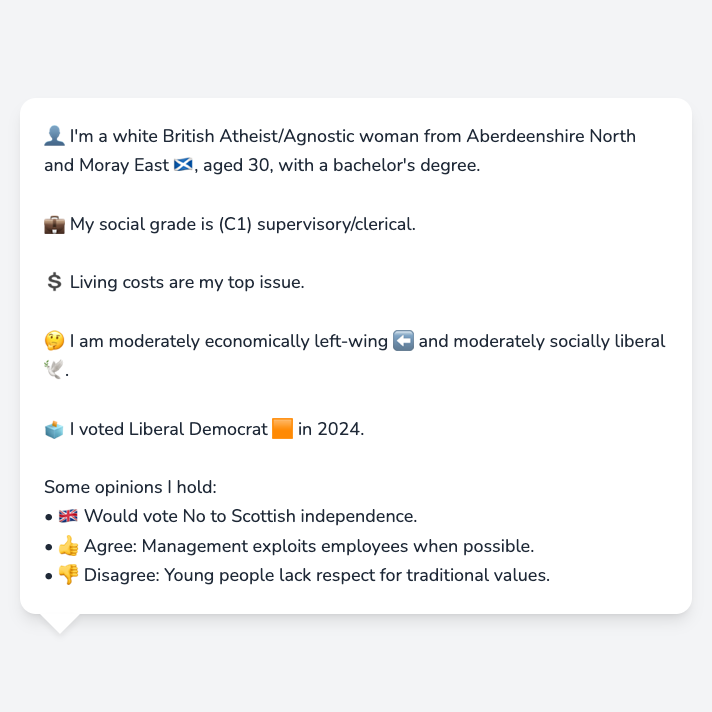 👤 I'm a white British Atheist/Agnostic woman from Aberdeenshire North
and Moray East 🏴󠁧󠁢󠁳󠁣󠁴󠁿, aged 30, with a bachelor's degree.
💼 My social grade is (C1) supervisory/clerical.
💲 Living costs are my top issue.
🤔 I am moderately economically left-wing ⬅️ and moderately socially liberal
🕊️.
🗳️ I voted Liberal Democrat 🟧 in 2024.
Some opinions I hold:
• 🇬🇧 Would vote No to Scottish independence.
• 👍 Agree: Management exploits employees when possible.
• 👎 Disagree: Young people lack respect for traditional values.